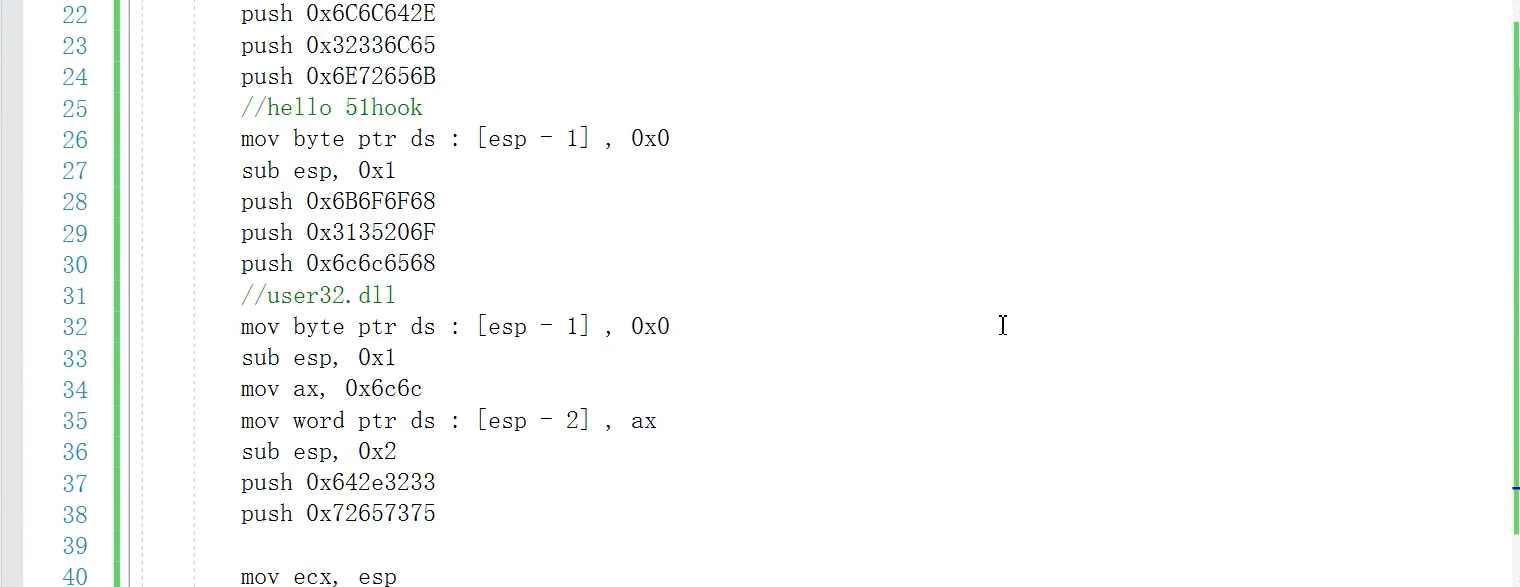 22 push 0x6C6C642E
23 push 0x32336C65
24 push 0x6E72656B
25 //hello 51hook
26 mov byte ptr ds : [esp - 1] , 0x0
27 sub esp, 0x1
28 push 0x6B6F6F68
29 push 0x3135206F
30 push 0x6c6c6568
31 //user32.dll
32 mov byte ptr ds : [esp - 1] , 0x0
33 sub esp, 0x1
34 mov ax, 0x6c6c
35 mov word ptr ds : [esp - 2] , ax
36 sub esp, 0x2
37 push 0x642e3233
38 push 0x72657375
39
40 mov ecx, esp